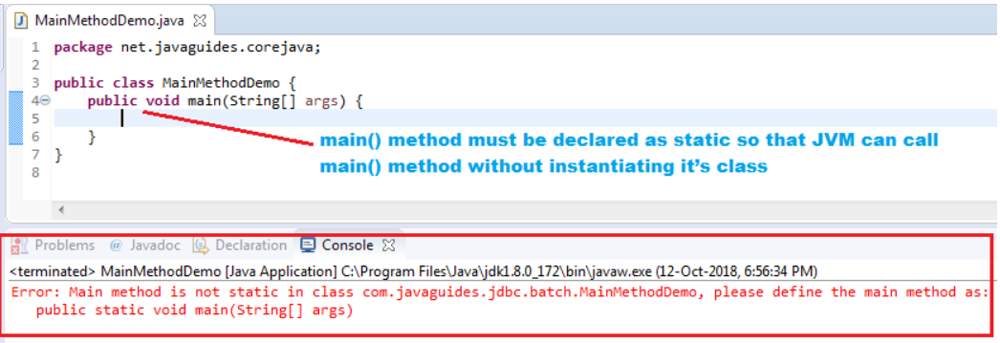 MainMethodDemo.java
1 package net.javaguides.corejava;
2
3 public class MainMethodDemo {
4 public void main(String[] args) {
5
6 }
7 }
8
main() method must be declared as static so that JVM can call
main() method without instantiating it’s class
Problems @ Javadoc Declaration Console
<terminated> MainMethodDemo [Java Application] C:\Program Files\Java\jdk1.8.0_172\bin\javaw.exe (12-Oct-2018, 6:56:34 PM)
Error: Main method is not static in class com.javaguides.jdbc.batch.MainMethodDemo, please define the main method as:
public static void main(String[] args)